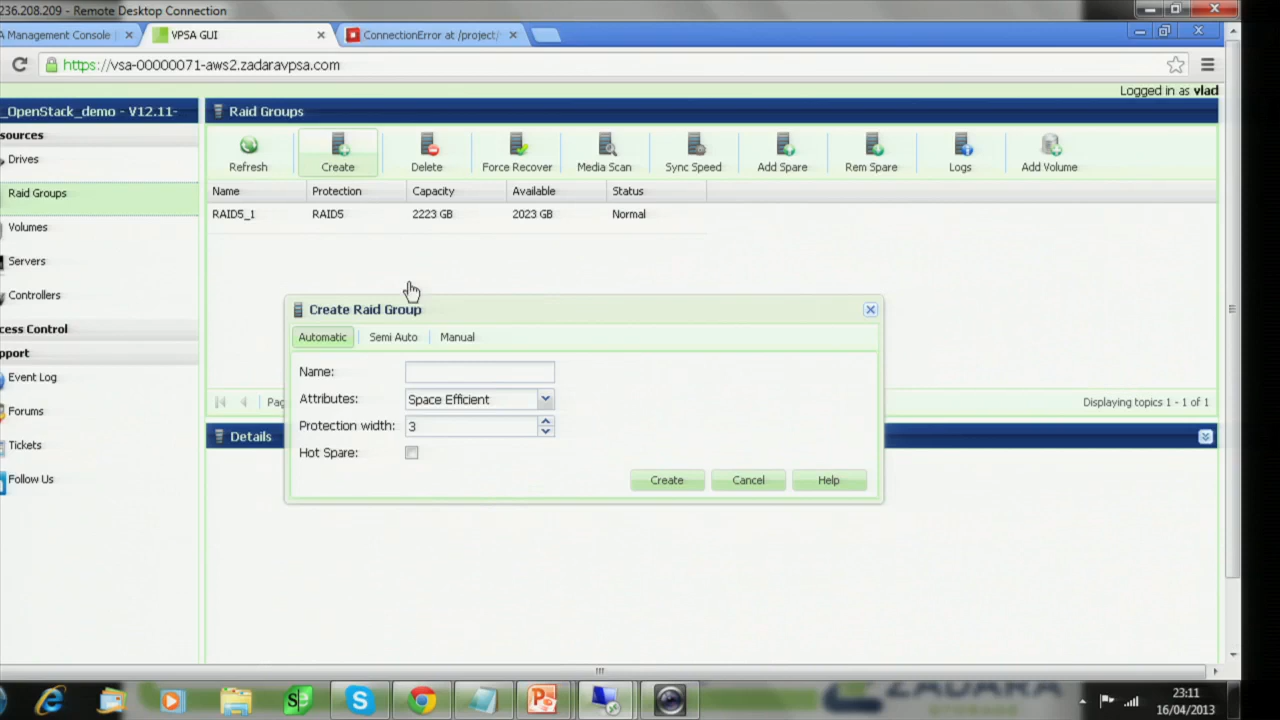 236.208.209 - Remote Desktop Connection
A Management Console
VPSA GUI
ConnectionError at /project/
https://vsa-00000071-aws2.zadaravpsa.com
Logged in as vlad
_OpenStack_demo - V12.11-
Raid Groups
sources
Drives
Raid Groups
Volumes
Servers
Controllers
cess Control
pport
Event Log
Forums
Tickets
Follow Us
Refresh
Create
Delete
Force Recover
Media Scan
Sync Speed
Add Spare
Rem Spare
Logs
Add Volume
Name Protection Capacity Available Status
RAID5_1 RAID5 2223 GB 2023 GB Normal
Create Raid Group
Automatic Semi Auto Manual
Name:
Attributes: Space Efficient
Protection width: 3
Hot Spare:
Create Cancel Help
Pag
Displaying topics 1 - 1 of 1
Details
ZADARA
STORAGE
23:11
16/04/2013